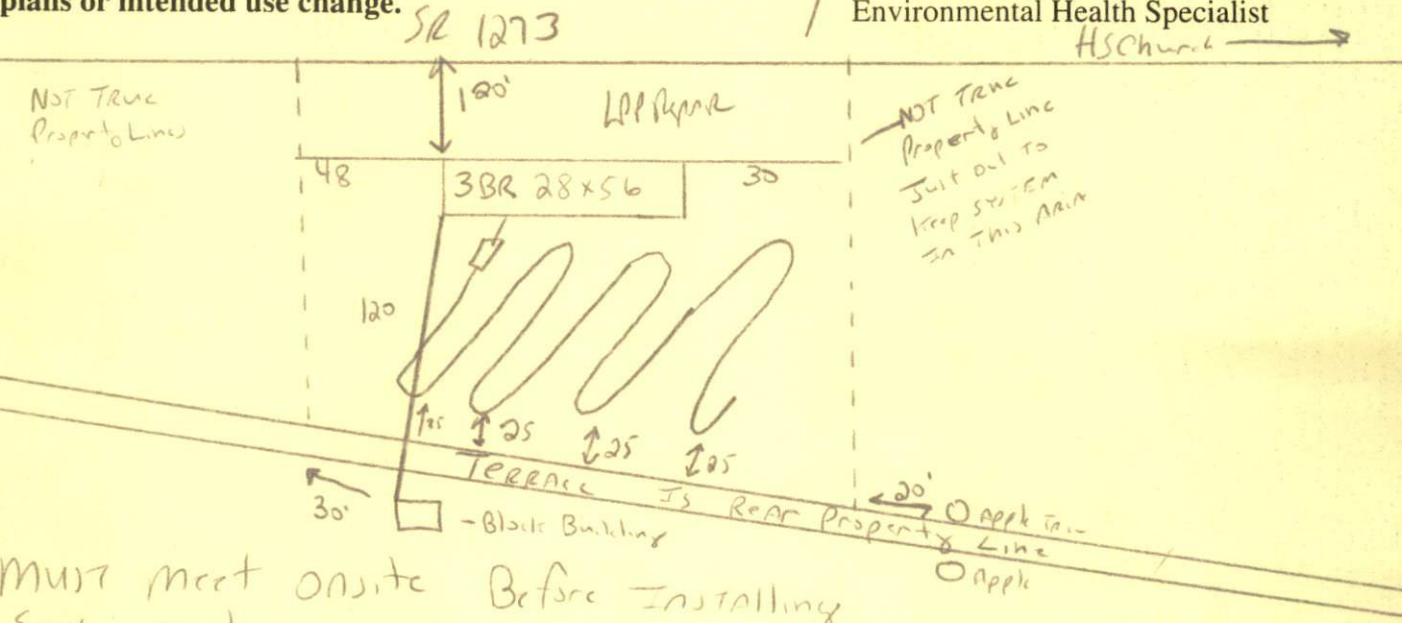 plans or intended use change.
Environmental Health Specialist
SR 1273
HSChurch
NOT TRUE
Property Lines
120'
LPP Repair
NOT TRUE
Property Line
Just out to
Keep SYSTEM
In This AREA
48
3BR 28x56
30
120
25
25
25
25
TERRACE Is Rear Property Line
30'
20'
Apple Tree
Apple
-Block Building
Must meet onsite Before Installing